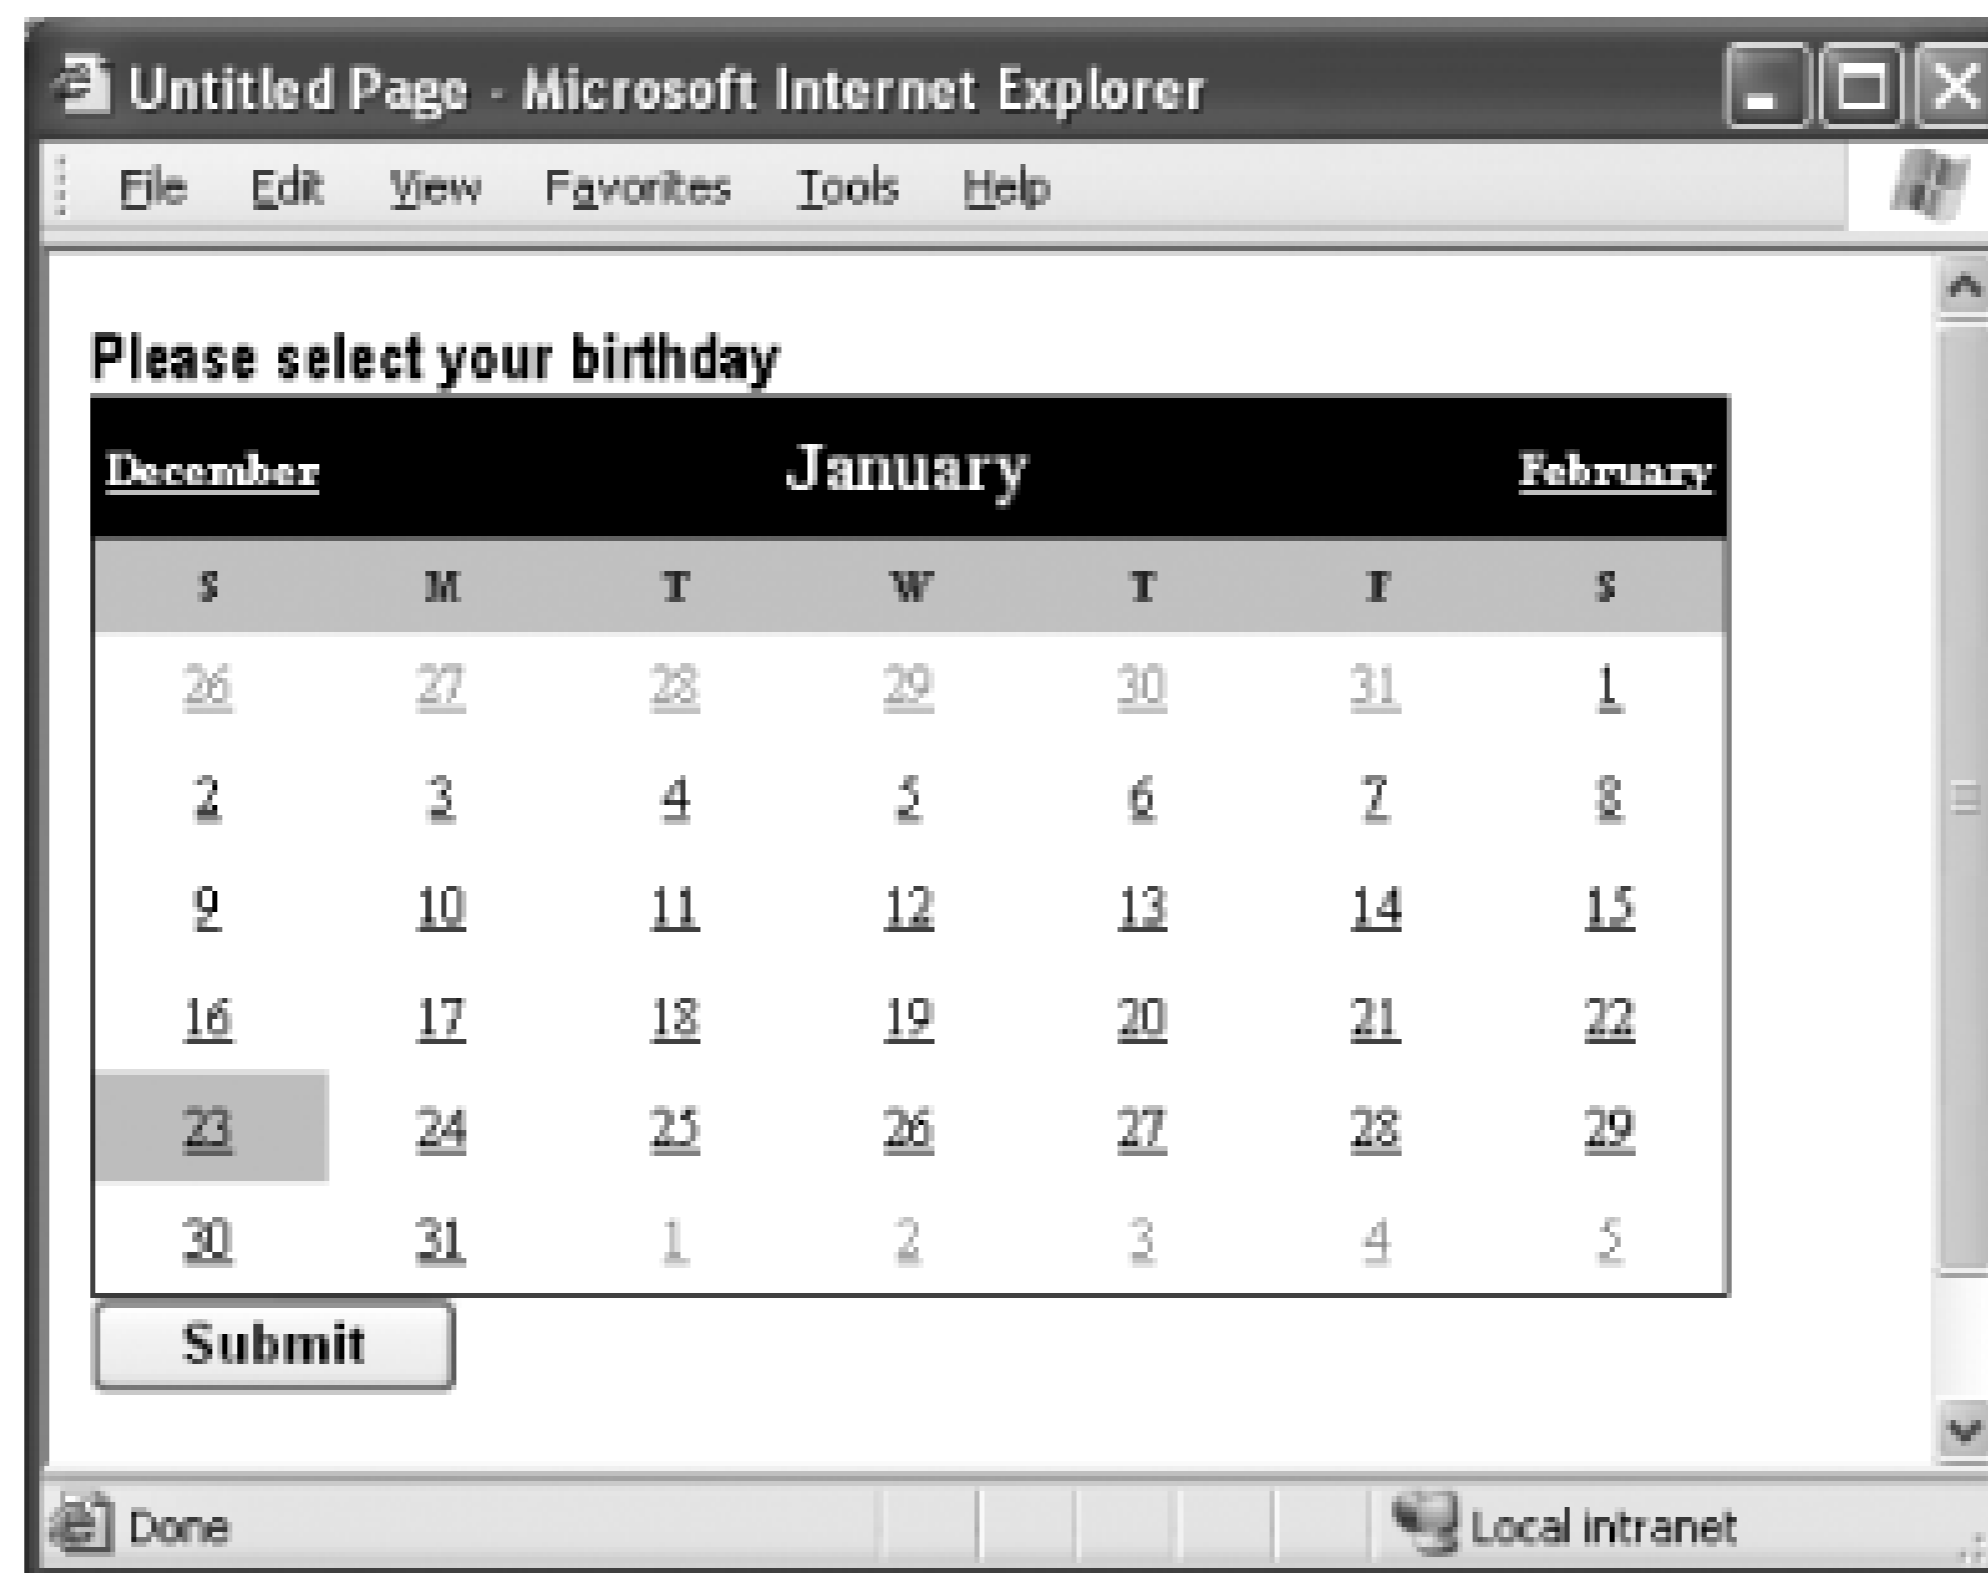 Untitled Page - Microsoft Internet Explorer
File Edit View Favorites Tools Help
Please select your birthday
December January February
S M T W T F S
26 27 28 29 30 31 1
2 3 4 5 6 7 8
9 10 11 12 13 14 15
16 17 18 19 20 21 22
23 24 25 26 27 28 29
30 31 1 2 3 4 5
Submit
Done Local intranet